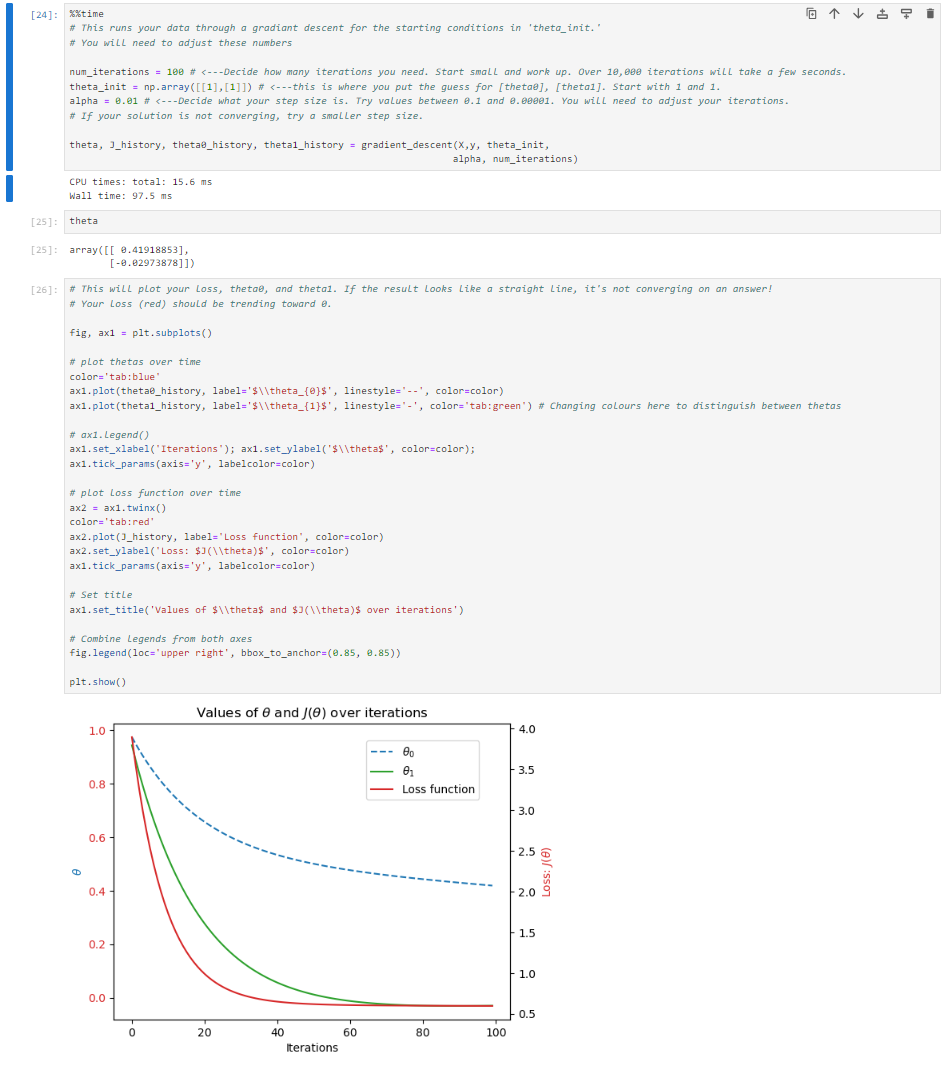 [24]:
%%time
# This runs your data through a gradient descent for the starting conditions in 'theta_init.'
# You will need to adjust these numbers
num_iterations = 100 # <---Decide how many iterations you need. Start small and work up. Over 10,000 iterations will take a few seconds.
theta_init = np.array([[1],[1]]) # <---this is where you put the guess for [theta0], [theta1]. Start with 1 and 1.
alpha = 0.01 # <---Decide what your step size is. Try values between 0.1 and 0.00001. You will need to adjust your iterations.
# If your solution is not converging, try a smaller step size.
theta, J_history, theta0_history, theta1_history = gradient_descent(X,y, theta_init,
alpha, num_iterations)
CPU times: total: 15.6 ms
Wall time: 97.5 ms
[25]:
theta
[25]:
array([[ 0.41918853],
[-0.02973878]])
[26]:
# This will plot your loss, theta0, and theta1. If the result looks like a straight line, it's not converging on an answer!
# Your Loss (red) should be trending toward 0.
fig, ax1 = plt.subplots()
# plot thetas over time
color='tab:blue'
ax1.plot(theta0_history, label='$\\theta_{0}$', linestyle='--', color=color)
ax1.plot(theta1_history, label='$\\theta_{1}$', linestyle='-', color='tab:green') # Changing colours here to distinguish between thetas
# ax1.legend()
ax1.set_xlabel('Iterations'); ax1.set_ylabel('$\\theta$', color=color);
ax1.tick_params(axis='y', labelcolor=color)
# plot loss function over time
ax2 = ax1.twinx()
color='tab:red'
ax2.plot(J_history, label='Loss function', color=color)
ax2.set_ylabel('Loss: $J(\\theta)$', color=color)
ax1.tick_params(axis='y', labelcolor=color)
# Set title
ax1.set_title('Values of $\\theta$ and $J(\\theta)$ over iterations')
# Combine legends from both axes
fig.legend(loc='upper right', bbox_to_anchor=(0.85, 0.85))
plt.show()
Values of θ and J(θ) over iterations
1.0
0.8
0.6
0.4
0.2
0.0
θ
θ0
θ1
Loss function
4.0
3.5
3.0
2.5
2.0
1.5
1.0
0.5
Loss: J(θ)
0 20 40 60 80 100
Iterations